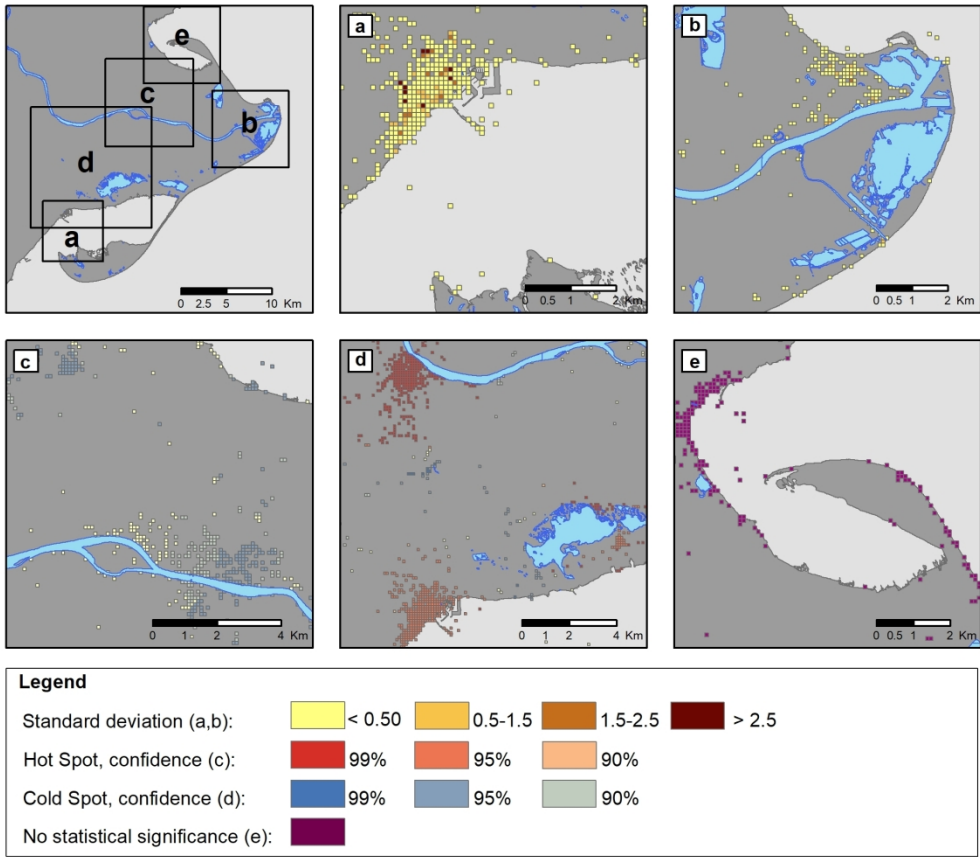 e
c
b
d
a
0 2.5 5 10 Km
a
0 0.5 1 2 Km
b
0 0.5 1 2 Km
c
0 1 2 4 Km
d
0 1 2 4 Km
e
0 0.5 1 2 Km
Legend
Standard deviation (a,b): < 0.50 0.5-1.5 1.5-2.5 > 2.5
Hot Spot, confidence (c): 99% 95% 90%
Cold Spot, confidence (d): 99% 95% 90%
No statistical significance (e):